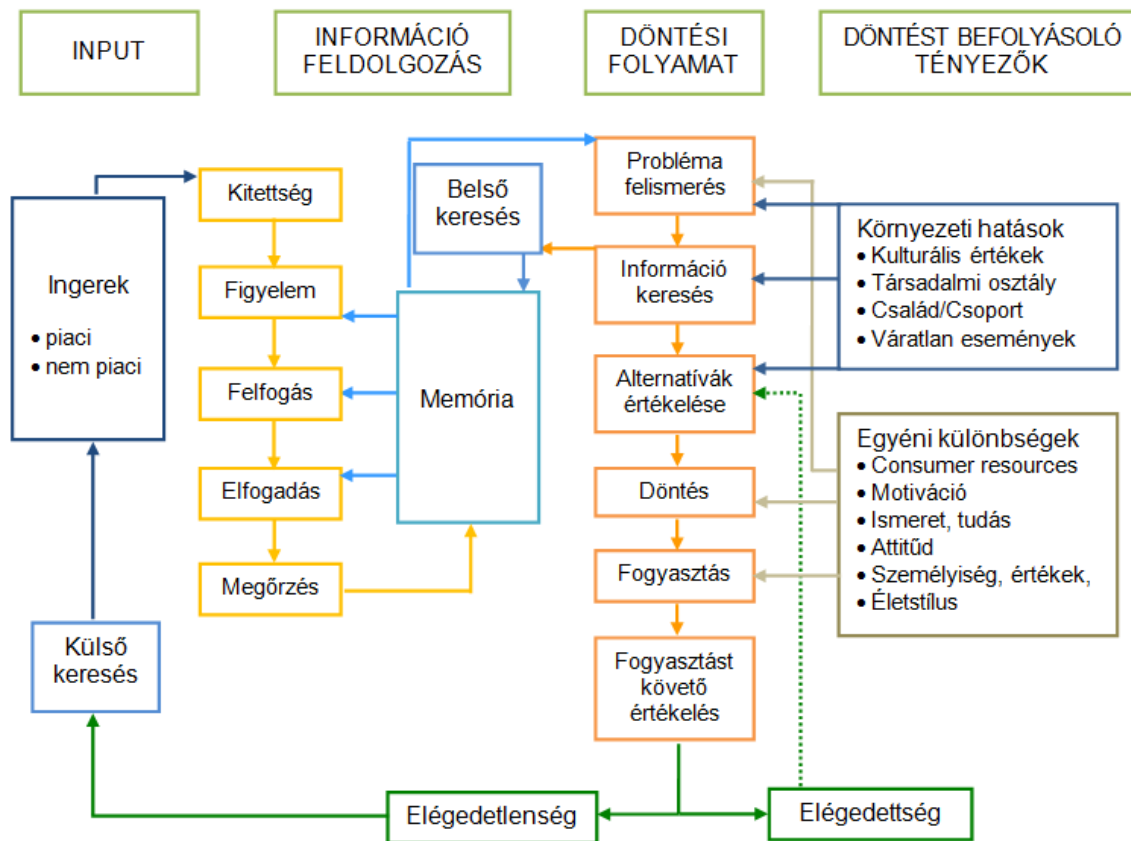 INPUT
INFORMÁCIÓ
FELDOLGOZÁS
DÖNTÉSI
FOLYAMAT
DÖNTÉST BEFOLYÁSOLÓ
TÉNYEZŐK
Ingerek
• piaci
• nem piaci
Külső
keresés
Kitettség
Figyelem
Felfogás
Elfogadás
Megőrzés
Belső
keresés
Memória
Probléma
felismerés
Információ
keresés
Alternatívák
értékelése
Döntés
Fogyasztás
Fogyasztást
követő
értékelés
Környezeti hatások
• Kulturális értékek
• Társadalmi osztály
• Család/Csoport
• Váratlan események
Egyéni különbségek
• Consumer resources
• Motiváció
• Ismeret, tudás
• Attitűd
• Személyiség, értékek,
• Életstílus
Elégedetlenség
Elégedettség